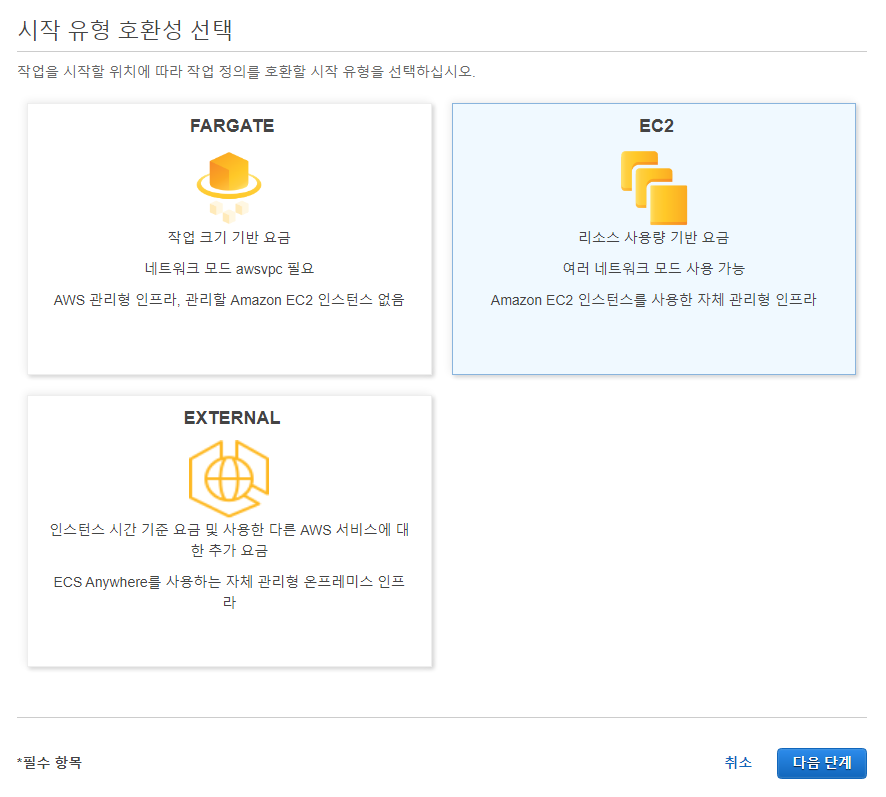 시작 유형 호환성 선택
작업을 시작할 위치에 따라 작업 정의를 호환할 시작 유형을 선택하십시오.
FARGATE
작업 크기 기반 요금
네트워크 모드 awsvpc 필요
AWS 관리형 인프라, 관리할 Amazon EC2 인스턴스 없음
EC2
리소스 사용량 기반 요금
여러 네트워크 모드 사용 가능
Amazon EC2 인스턴스를 사용한 자체 관리형 인프라
EXTERNAL
인스턴스 시간 기준 요금 및 사용한 다른 AWS 서비스에 대
한 추가 요금
ECS Anywhere를 사용하는 자체 관리형 온프레미스 인프
라
*필수 항목
취소
다음 단계